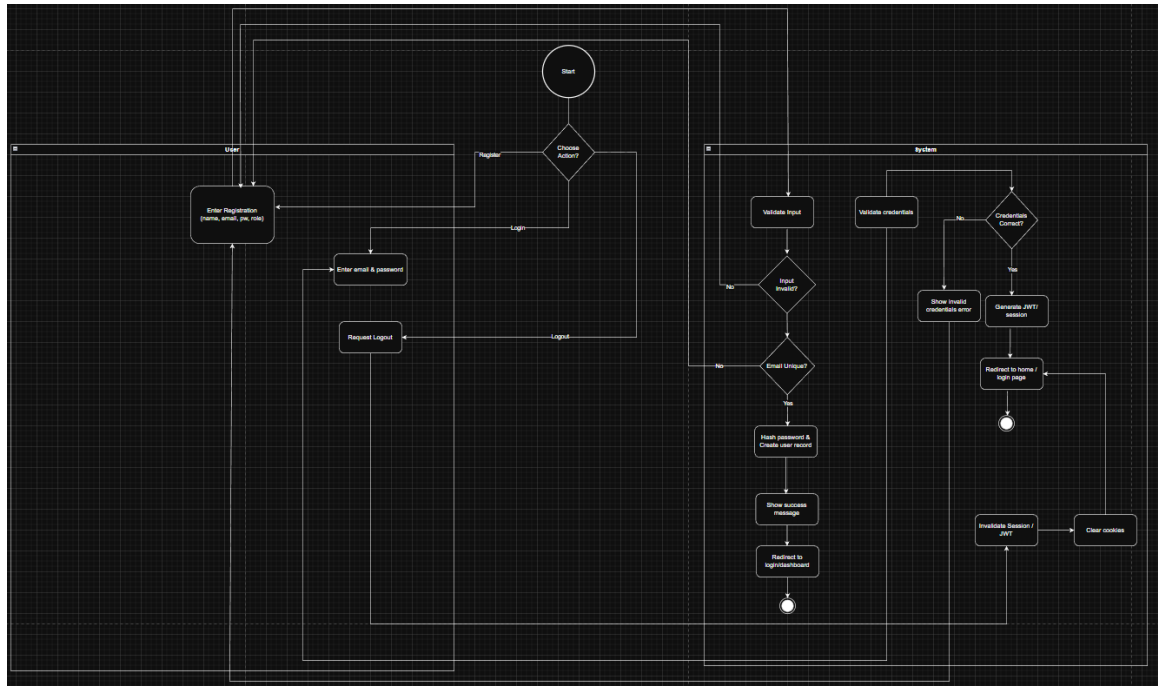 Start
Choose
Action?
Register
Login
Logout
User
Enter Registration
(name, email, pw, role)
Enter email & password
Request Logout
System
Validate Input
Input
Invalid?
No
Email Unique?
No
Yes
Hash password &
Create user record
Show success
message
Redirect to
login/dashboard
Validate credentials
Credentials
Correct?
No
Yes
Show invalid
credentials error
Generate JWT/
session
Redirect to home /
login page
Invalidate Session /
JWT
Clear cookies